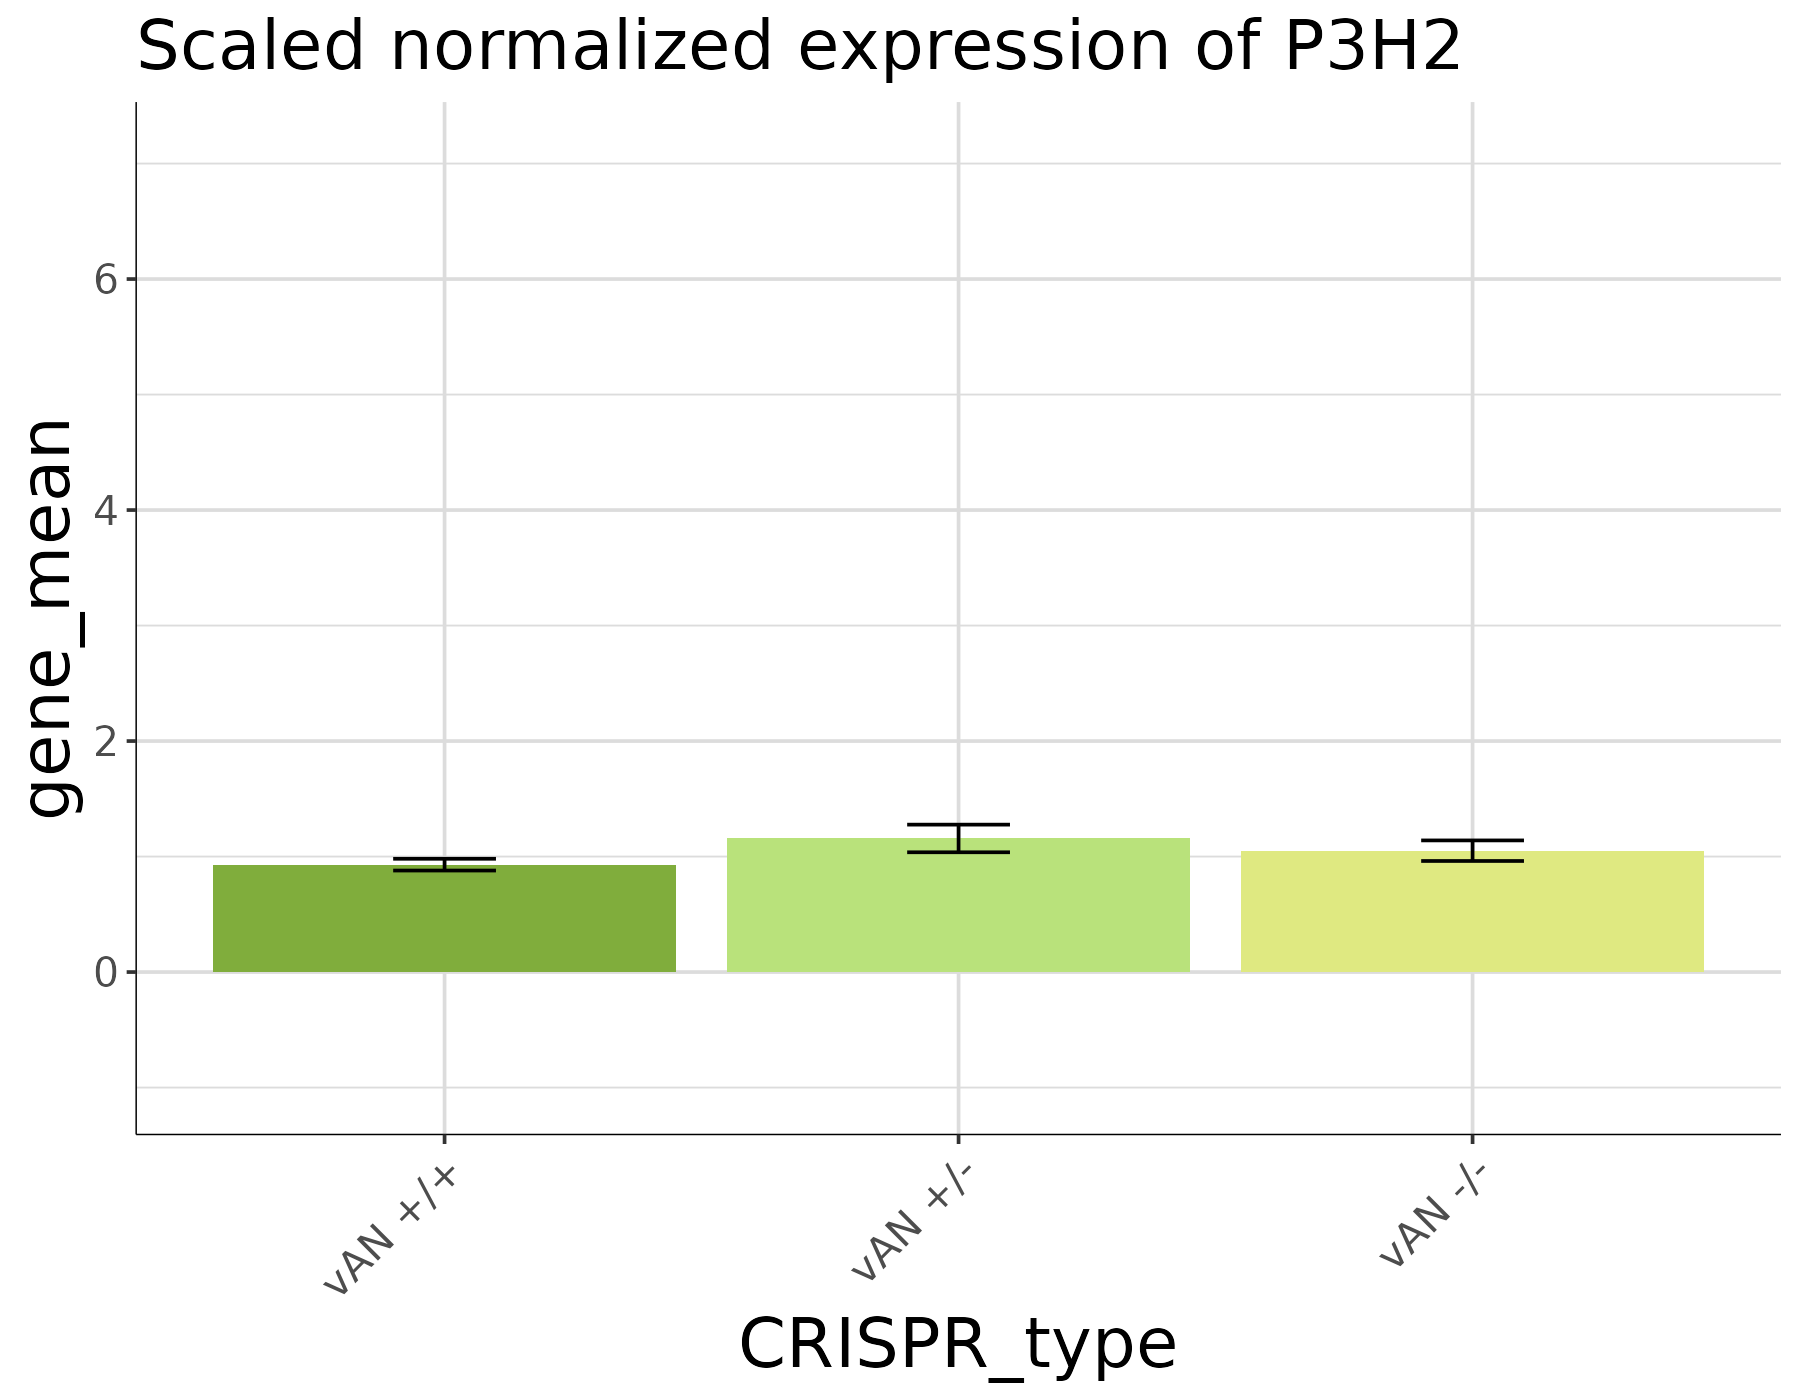 Scaled normalized expression of P3H2
gene_mean
6
4
2
0
vAN +/+
vAN +/-
vAN -/-
CRISPR_type